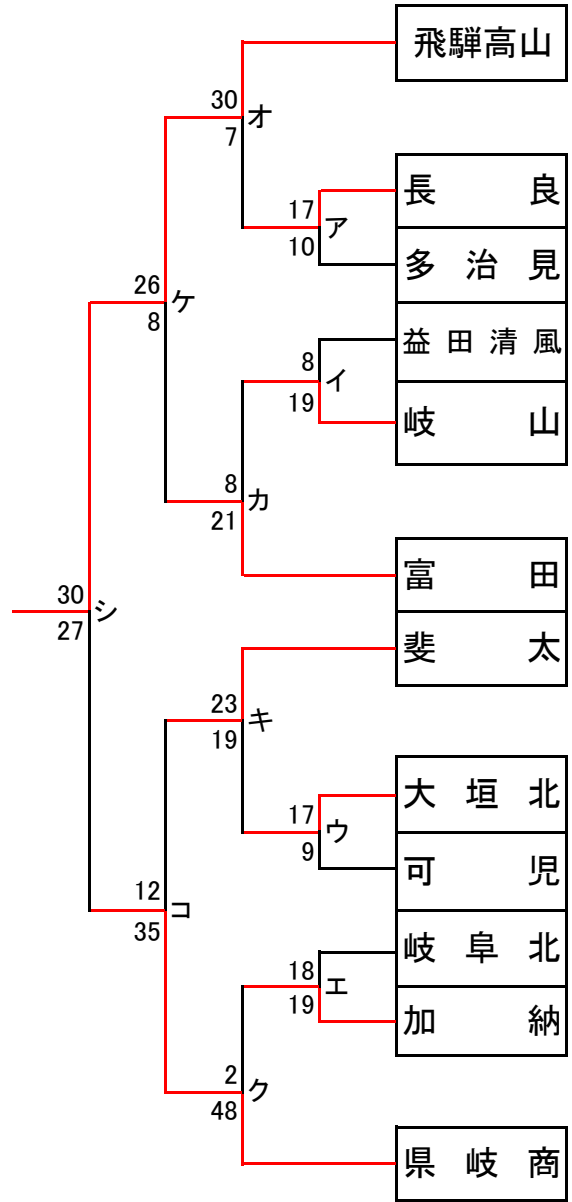 飛騨高山
30
オ
7
長良
17
ア
10
多治見
26
ケ
8
益田清風
8
イ
19
岐山
8
カ
21
富田
30
シ
27
斐太
23
キ
19
大垣北
17
ウ
9
可児
12
コ
35
岐阜北
18
エ
19
加納
2
ク
48
県岐商